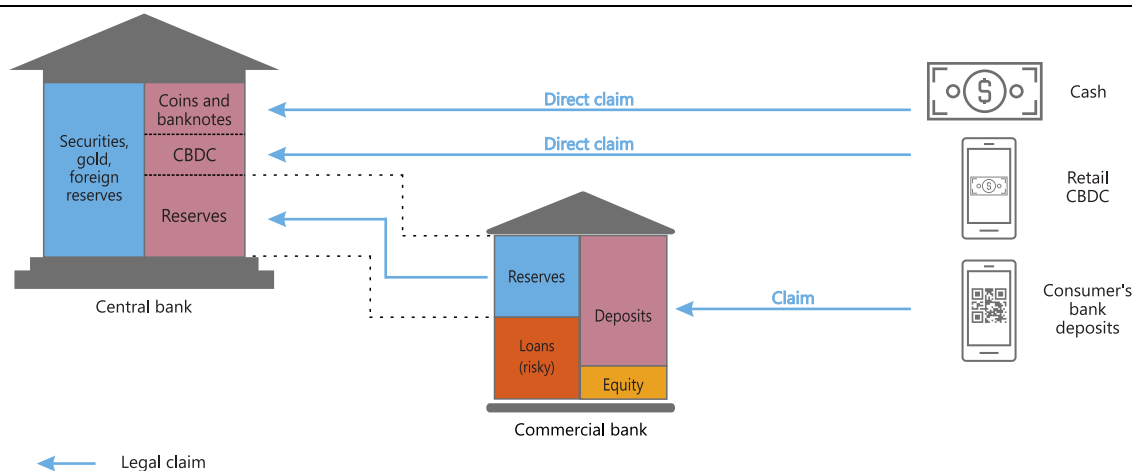 Coins and
banknotes
Securities,
gold,
foreign
reserves
CBDC
Reserves
Central bank
Direct claim
Direct claim
$
Cash
$
Retail
CBDC
Reserves
Deposits
Loans
(risky)
Equity
Commercial bank
Claim
Consumer's
bank
deposits
Legal claim